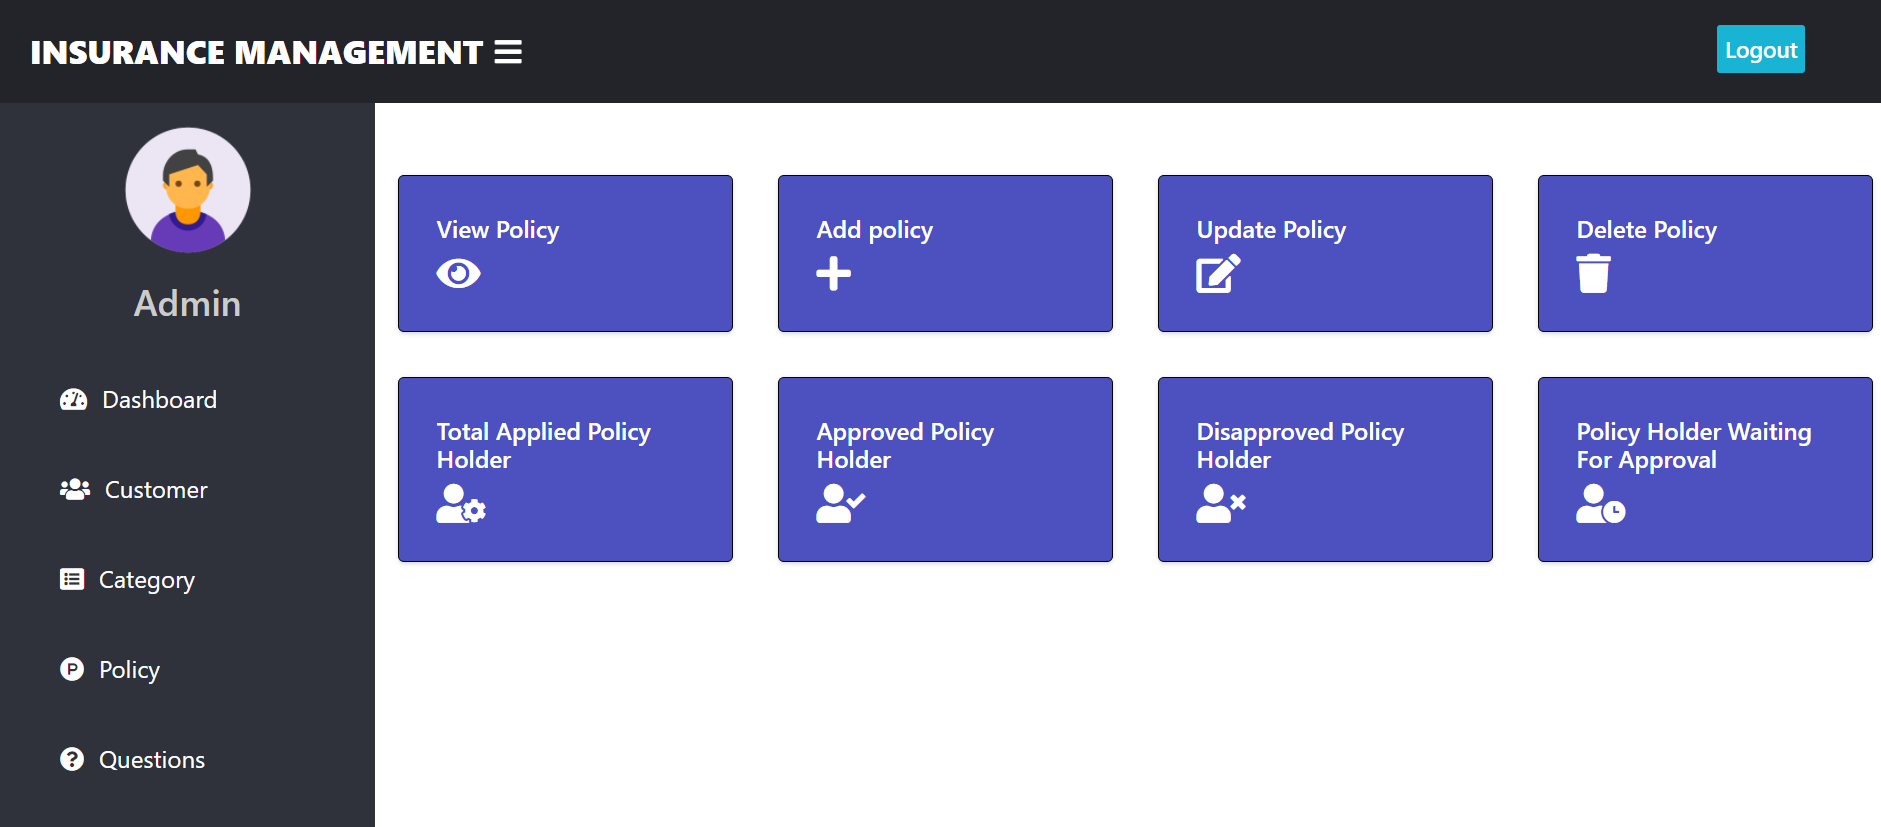 INSURANCE MANAGEMENT
Logout
Admin
Dashboard
Customer
Category
Policy
Questions
View Policy
Add policy
Update Policy
Delete Policy
Total Applied Policy
Holder
Approved Policy
Holder
Disapproved Policy
Holder
Policy Holder Waiting
For Approval